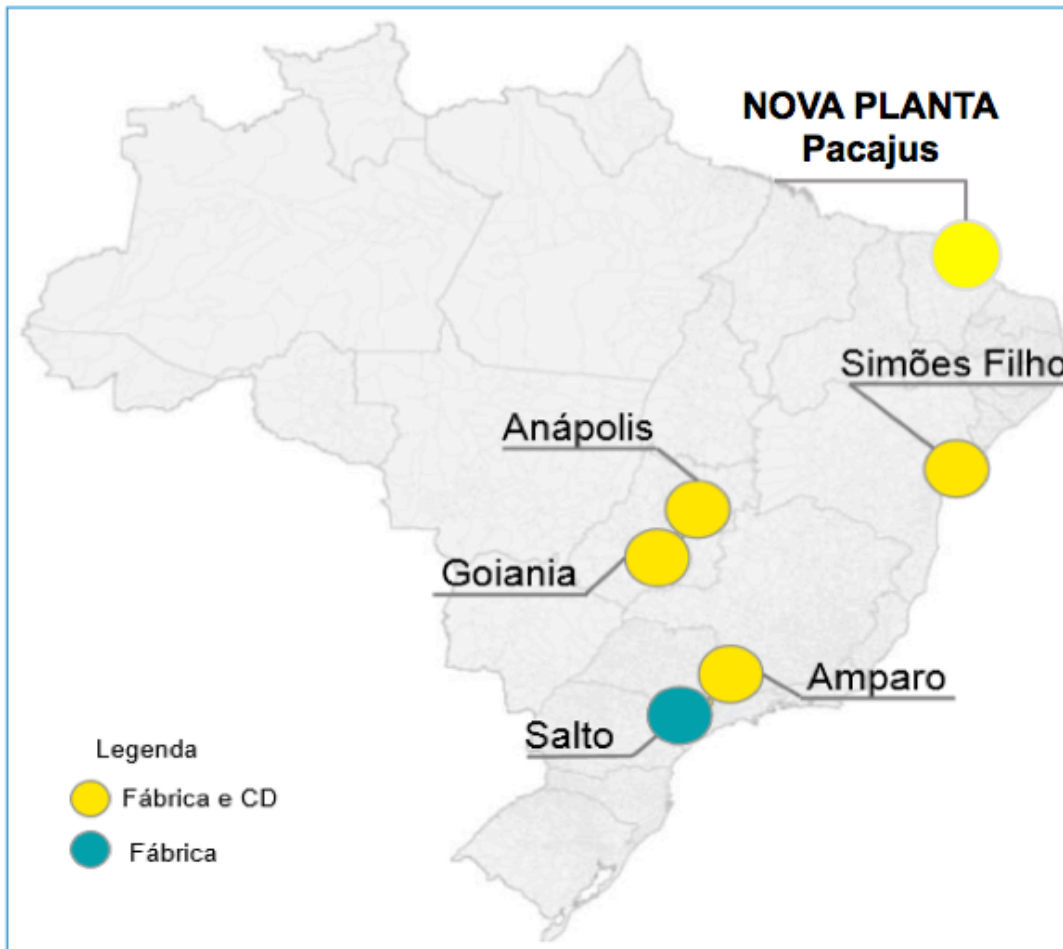 NOVA PLANTA
Pacajus
Simões Filho
Anápolis
Goiania
Amparo
Salto
Legenda
Fábrica e CD
Fábrica